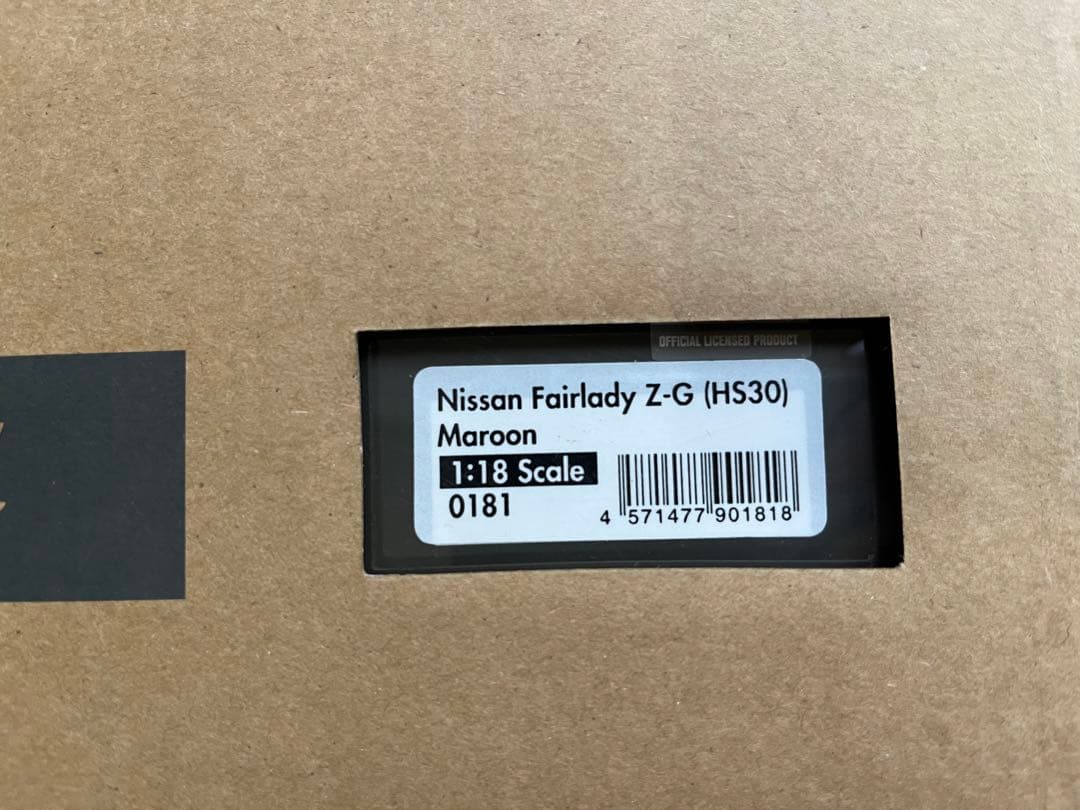 OFFICIAL LICENSED PRODUCT
Nissan Fairlady Z-G (HS30)
Maroon
1:18 Scale
0181
4 571477 901818